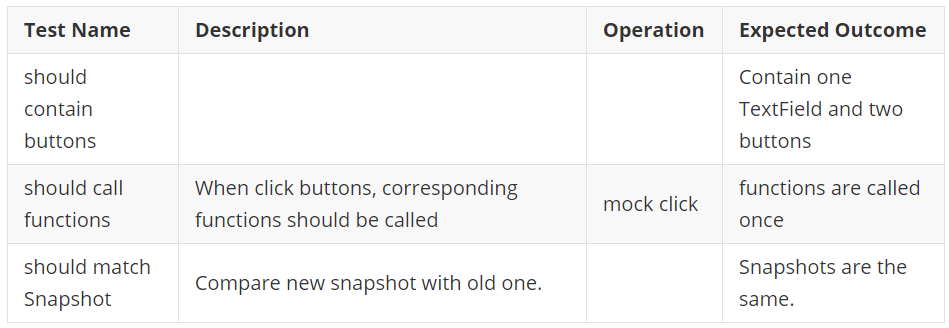 Test Name Description Operation Expected Outcome
should contain buttons Contain one TextField and two buttons
should call functions When click buttons, corresponding functions should be called mock click functions are called once
should match Snapshot Compare new snapshot with old one. Snapshots are the same.